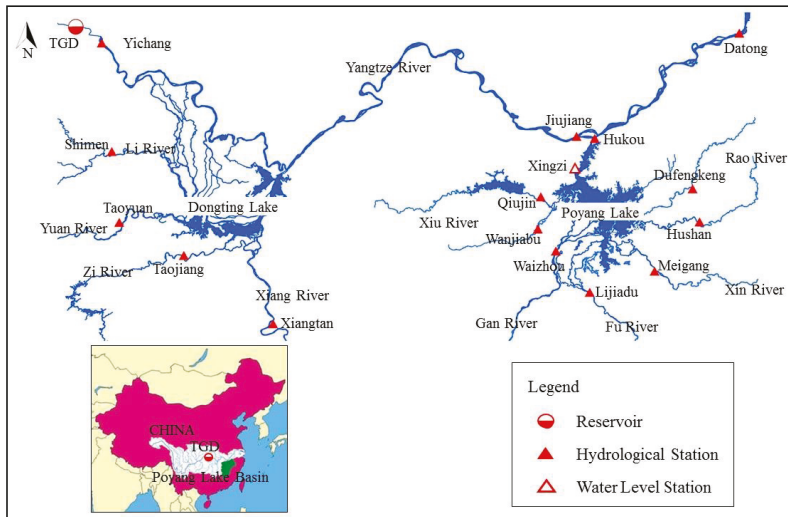 N
TGD
Yichang
Datong
Yangtze River
Jiujiang
Hukou
Shimen
Li River
Xingzi
Rao River
Dufengkeng
Taoyuan
Dongting Lake
Qiujin
Poyang Lake
Yuan River
Xiu River
Wanjiabu
Hushan
Waizhou
Zi River
Taojiang
Meigang
Xiang River
Lijiadu
Xin River
Xiangtan
Gan River
Fu River
CHINA
TGD
Poyang Lake Basin
Legend
Reservoir
Hydrological Station
Water Level Station